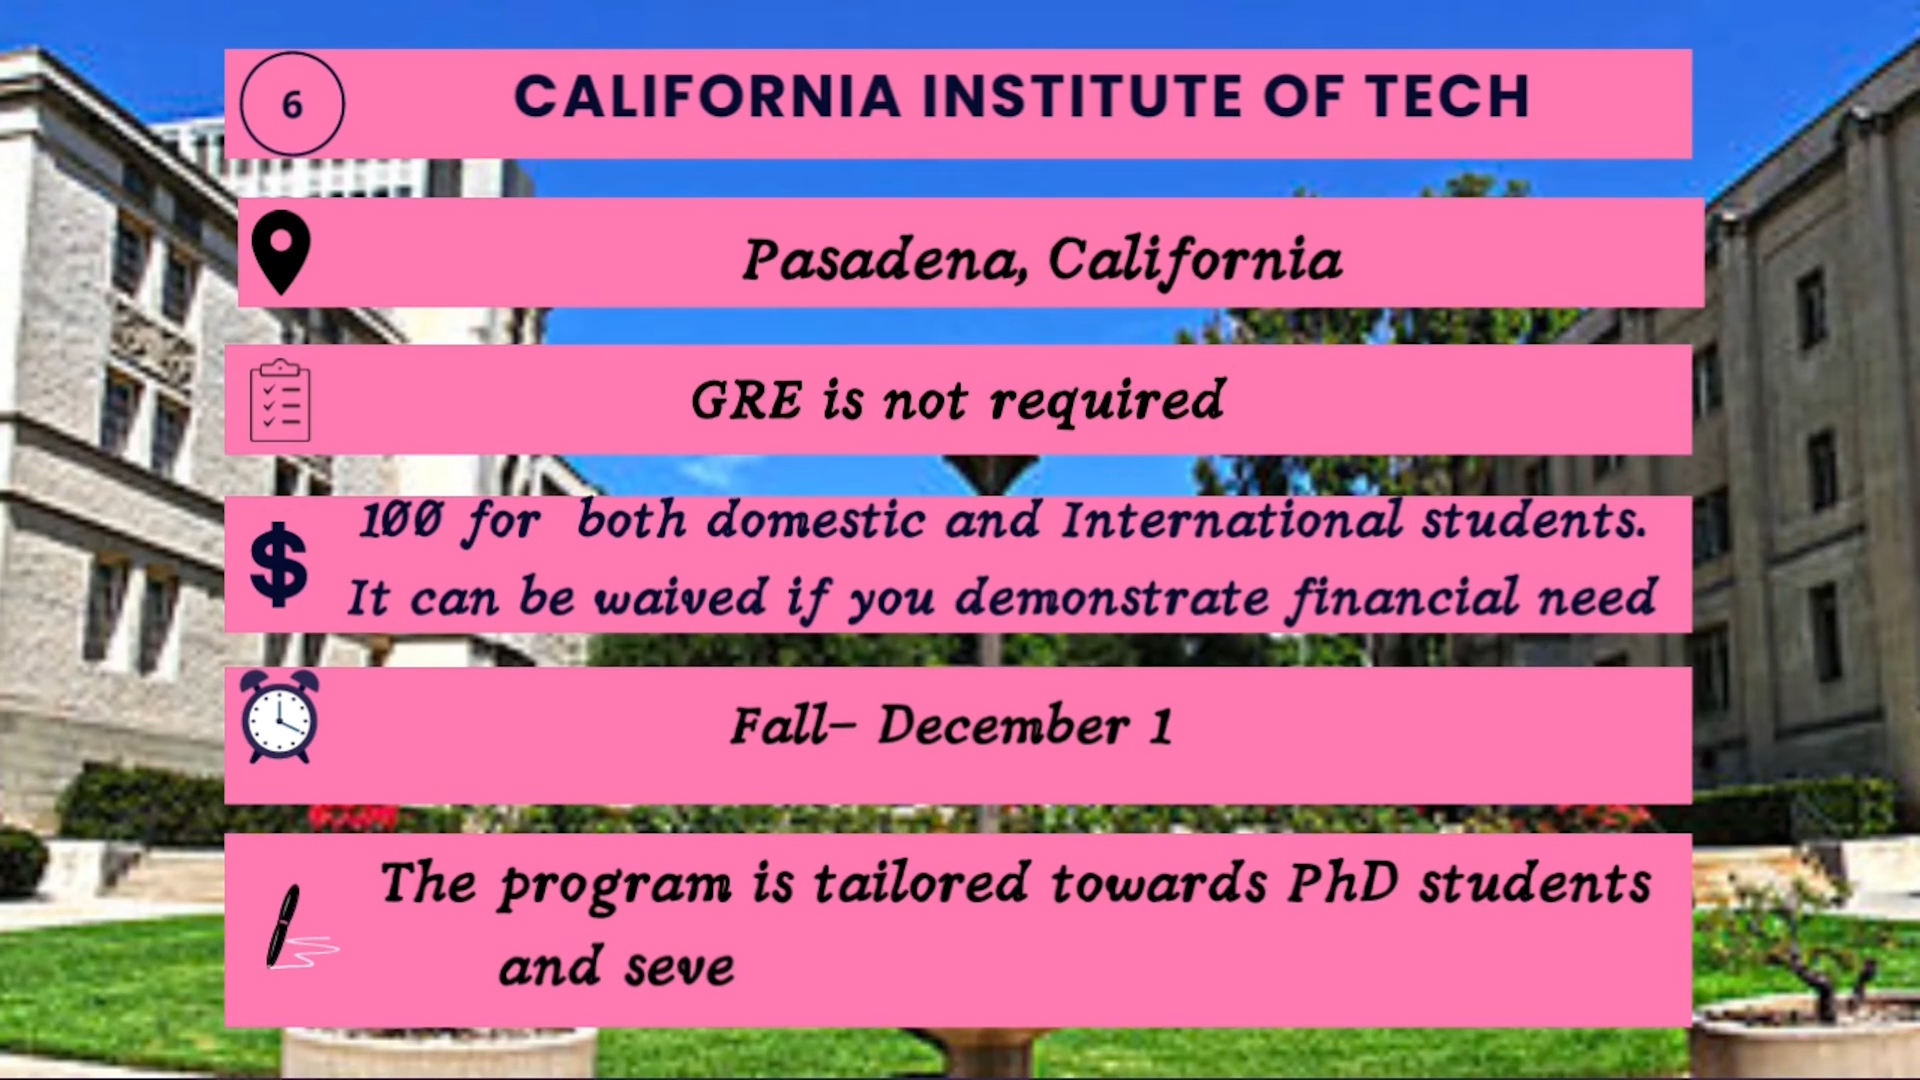 6
CALIFORNIA INSTITUTE OF TECH
Pasadena, California
GRE is not required
$
100 for both domestic and International students.
It can be waived if you demonstrate financial need
Fall- December 1
The program is tailored towards PhD students
and seve